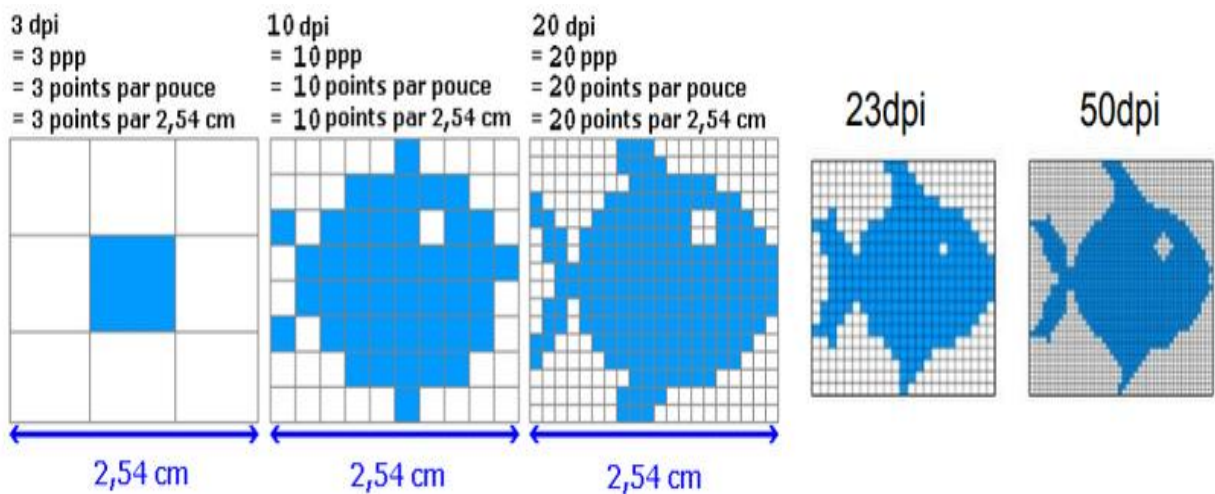 3 dpi
= 3 ppp
= 3 points par pouce
= 3 points par 2,54 cm
10 dpi
= 10 ppp
= 10 points par pouce
= 10 points par 2,54 cm
20 dpi
= 20 ppp
= 20 points par pouce
= 20 points par 2,54 cm
23dpi
50dpi
2,54 cm
2,54 cm
2,54 cm